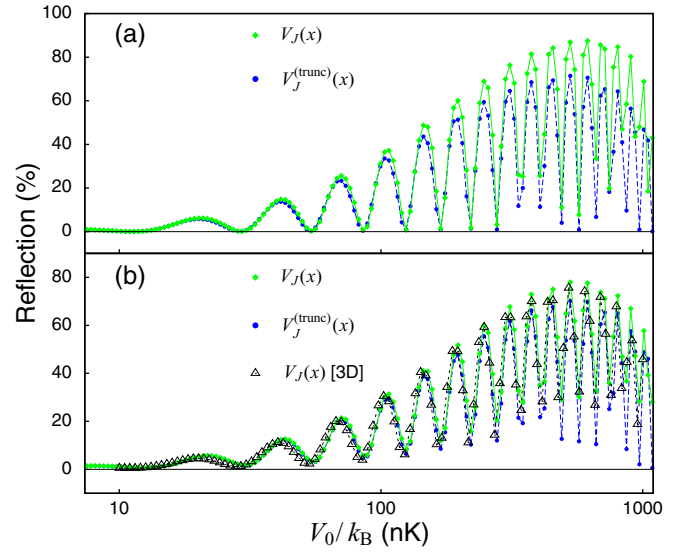 100
(a)
V_J(x)
80
V_J^{(trunc)}(x)
60
40
20
0
Reflection (%)
(b)
80
V_J(x)
60
V_J^{(trunc)}(x)
V_J(x) [3D]
40
20
0
10 100 1000
V_0/k_B (nK)